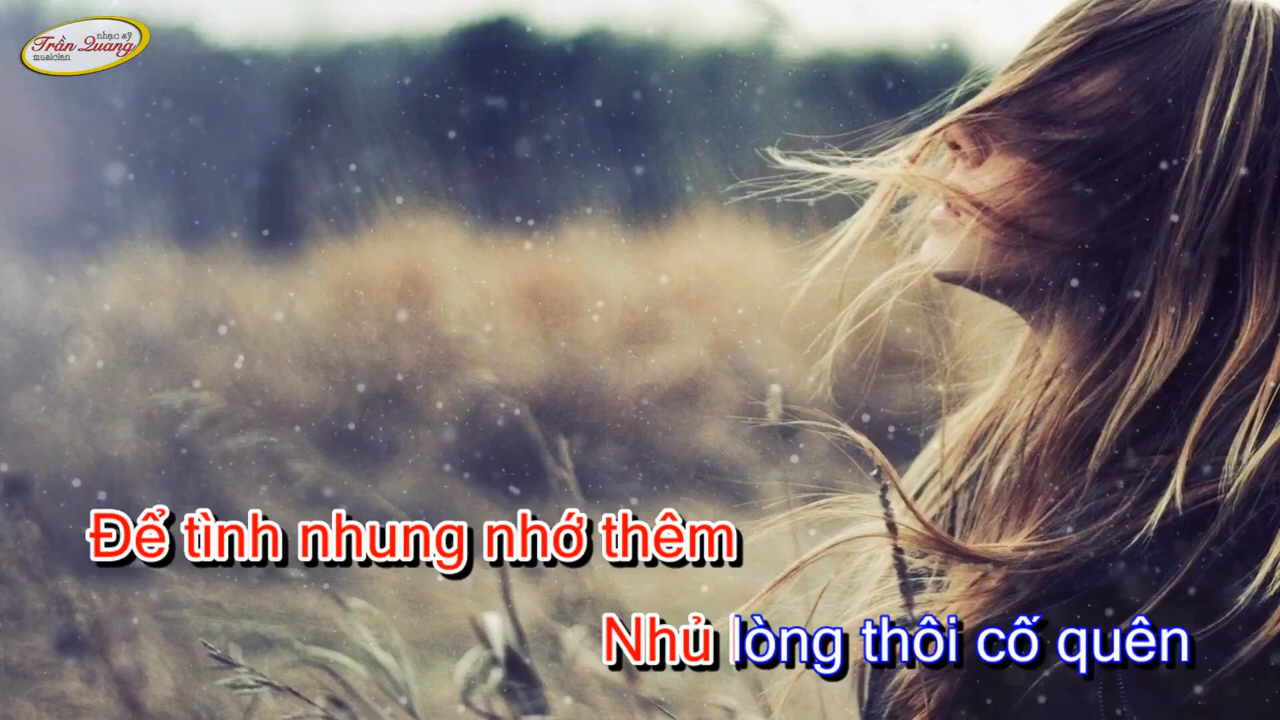 nhạc sỹ
Trần Quang
musician
Để tình nhung nhớ thêm
Nhủ lòng thôi cố quên